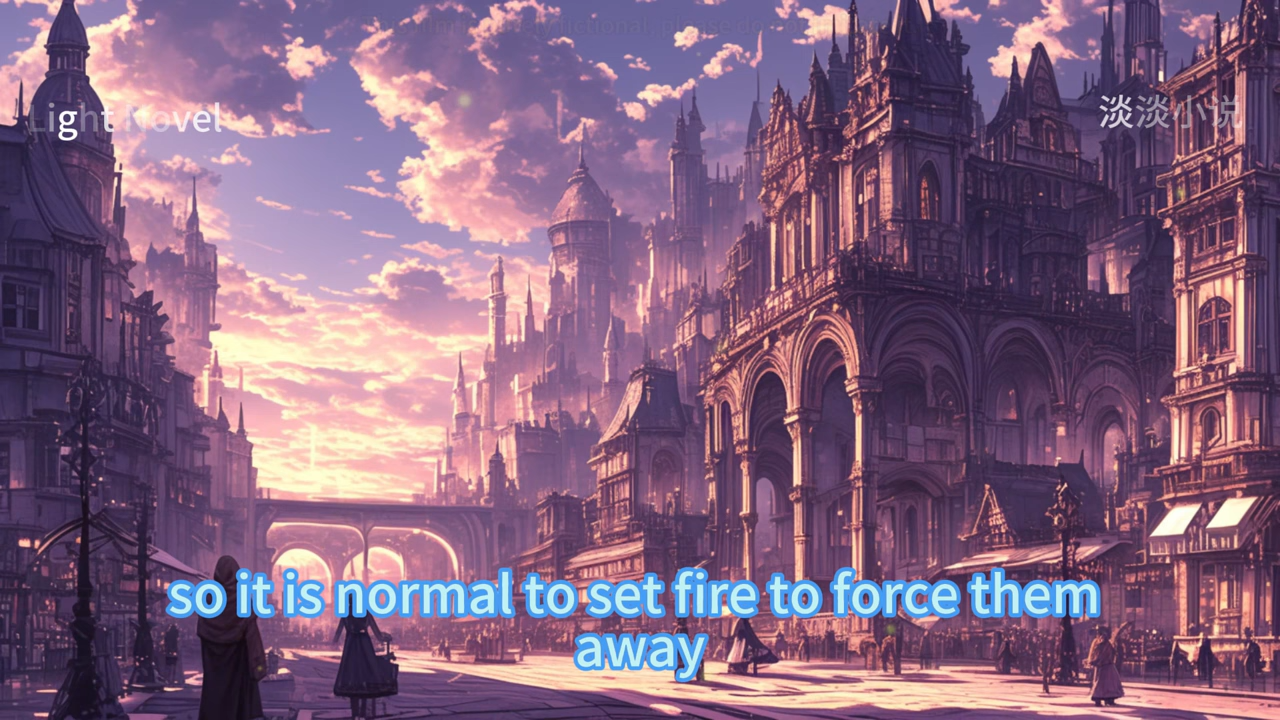 Light Novel
淡淡小说
so it is normal to set fire to force them
away